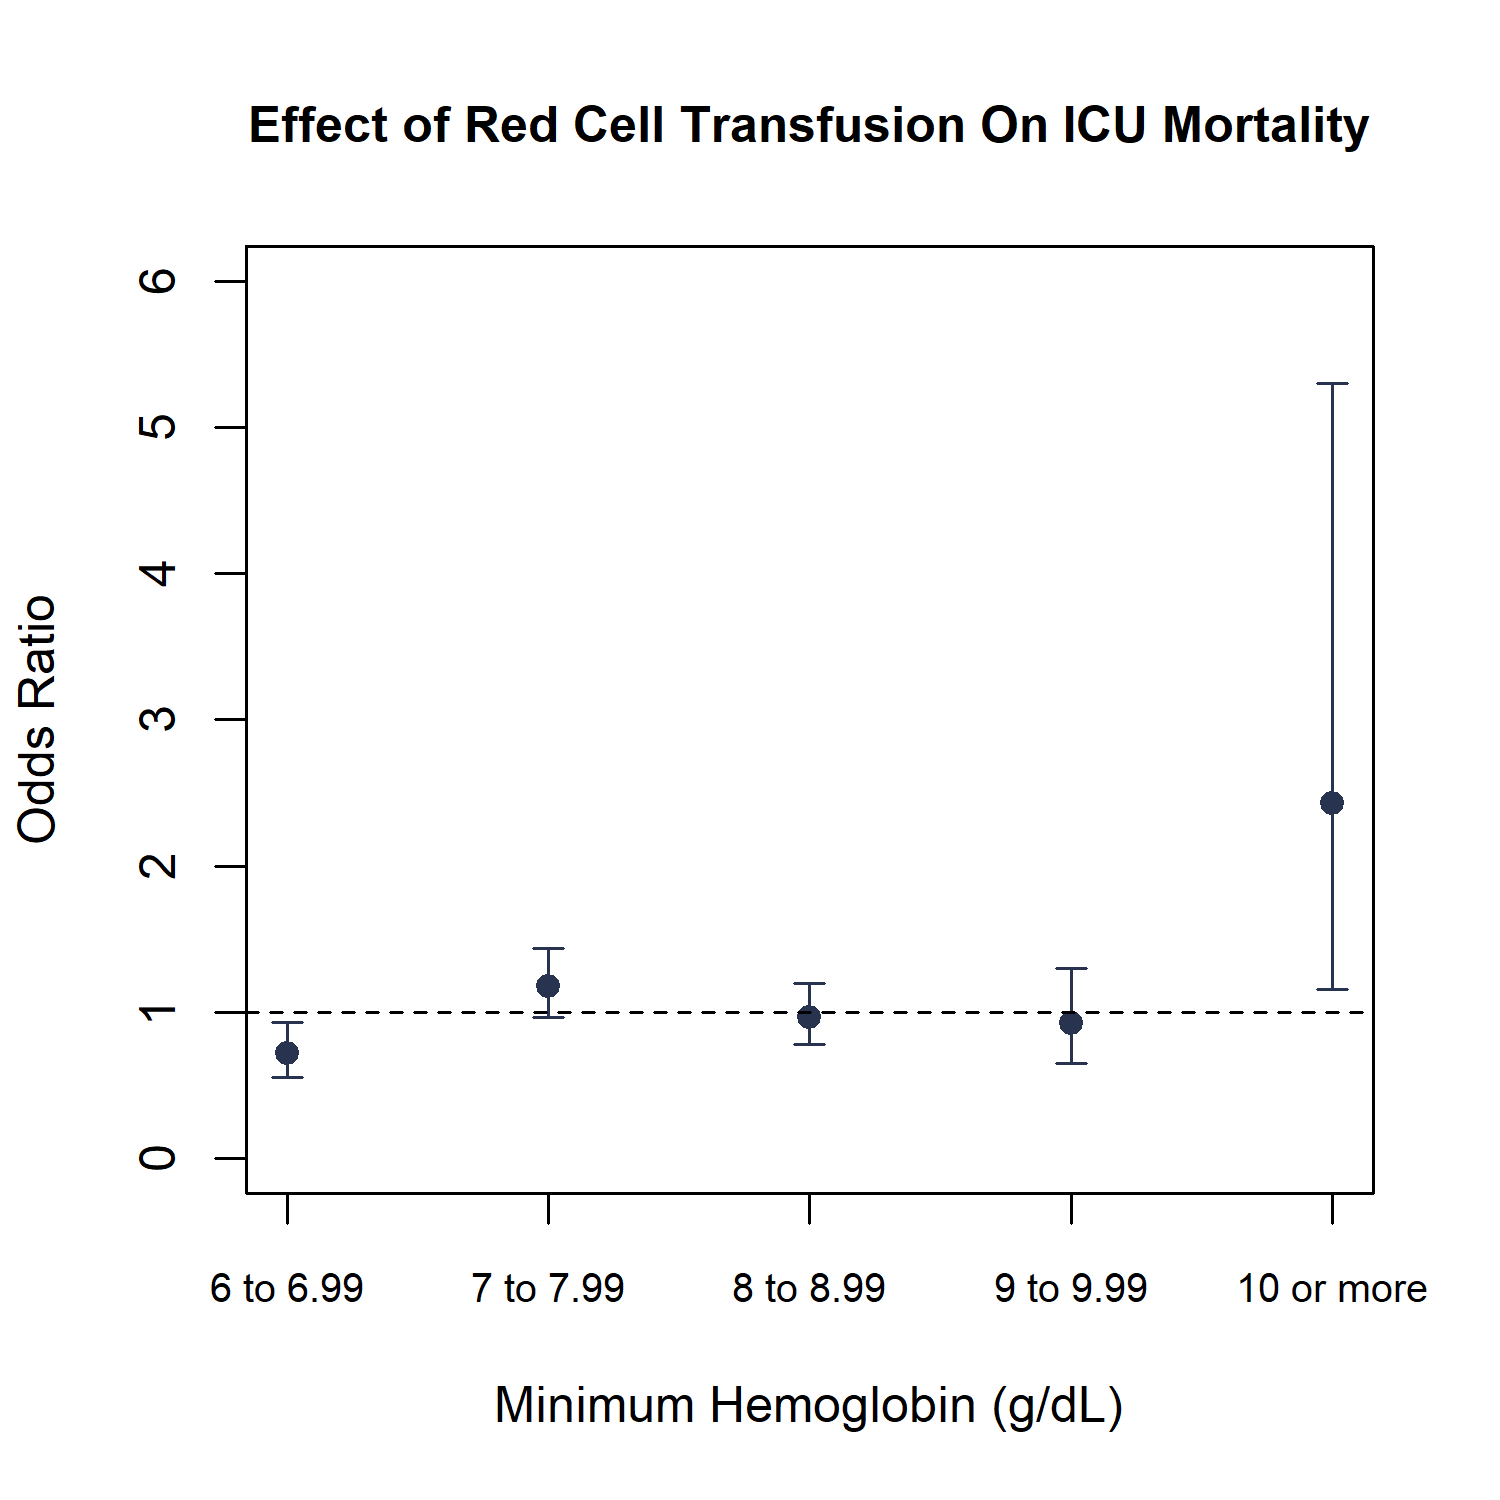 Effect of Red Cell Transfusion On ICU Mortality
6
5
4
3
2
1
0
Odds Ratio
6 to 6.99
7 to 7.99
8 to 8.99
9 to 9.99
10 or more
Minimum Hemoglobin (g/dL)